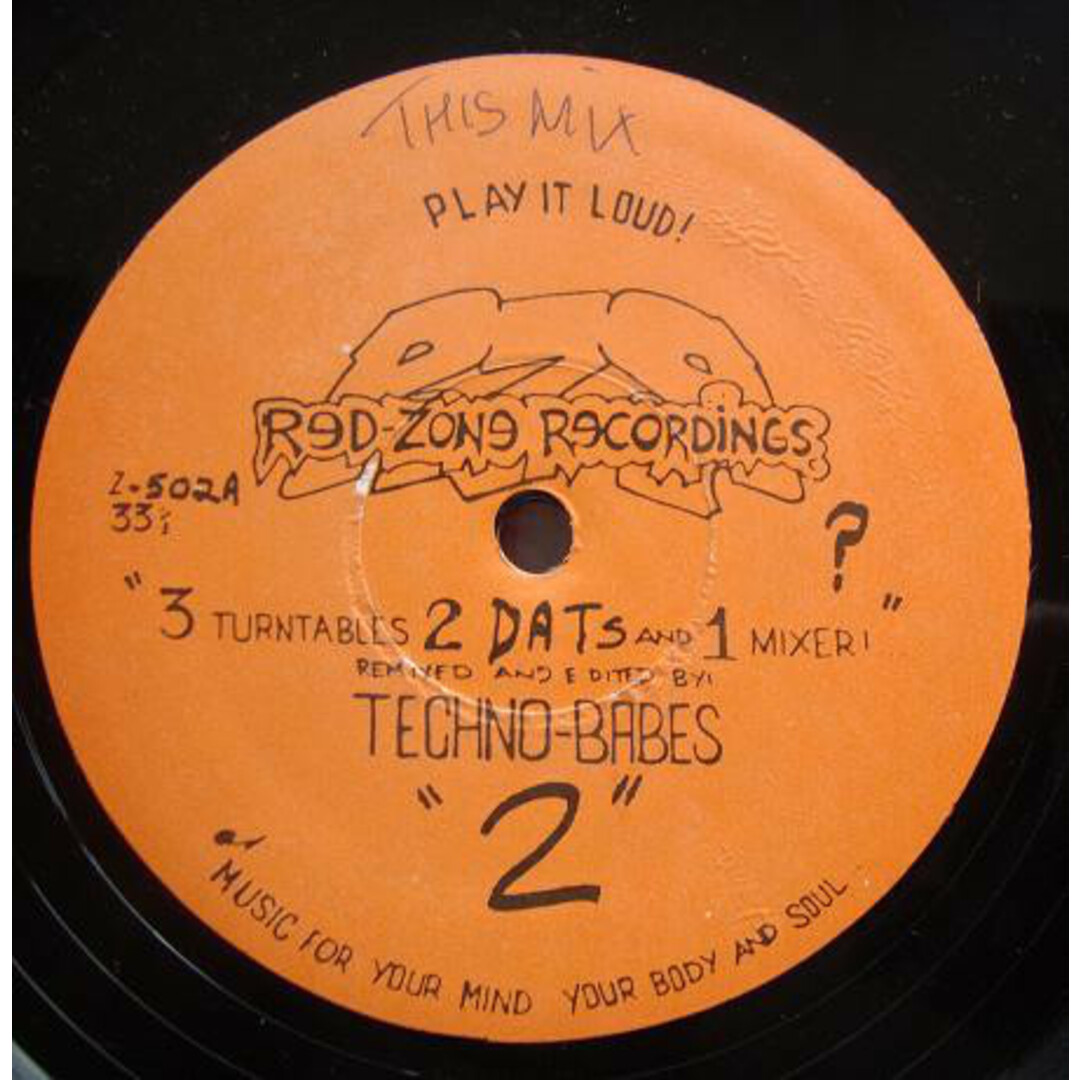 THIS MIX
PLAY IT LOUD!
RED-ZONE RECORDINGS
Z-502A
33⅓
?
"3 TURNTABLES 2 DATS AND 1 MIXER!"
REMIXED AND EDITED BY:
TECHNO-BABES
"2"
MUSIC FOR YOUR MIND YOUR BODY AND SOUL